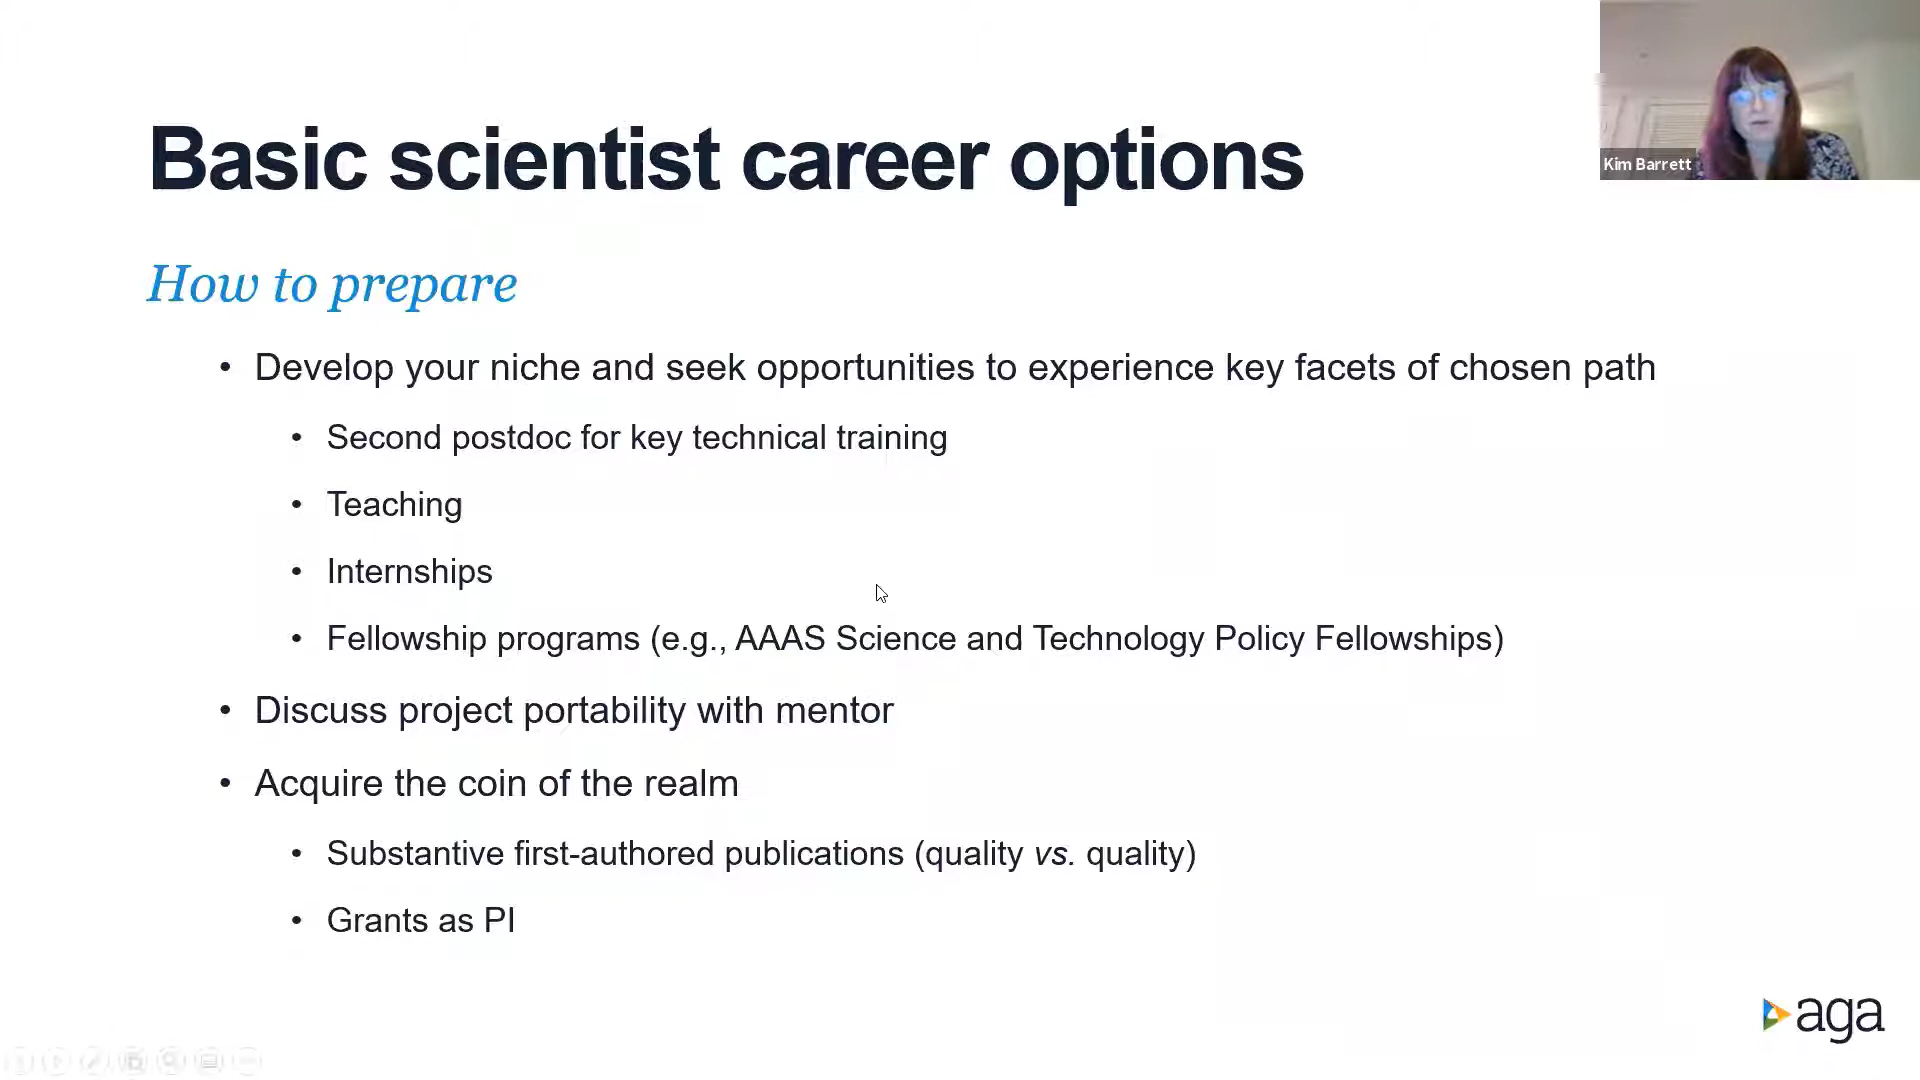 Basic scientist career options
Kim Barrett
How to prepare
• Develop your niche and seek opportunities to experience key facets of chosen path
• Second postdoc for key technical training
• Teaching
• Internships
• Fellowship programs (e.g., AAAS Science and Technology Policy Fellowships)
• Discuss project portability with mentor
• Acquire the coin of the realm
• Substantive first-authored publications (quality vs. quality)
• Grants as PI
aga